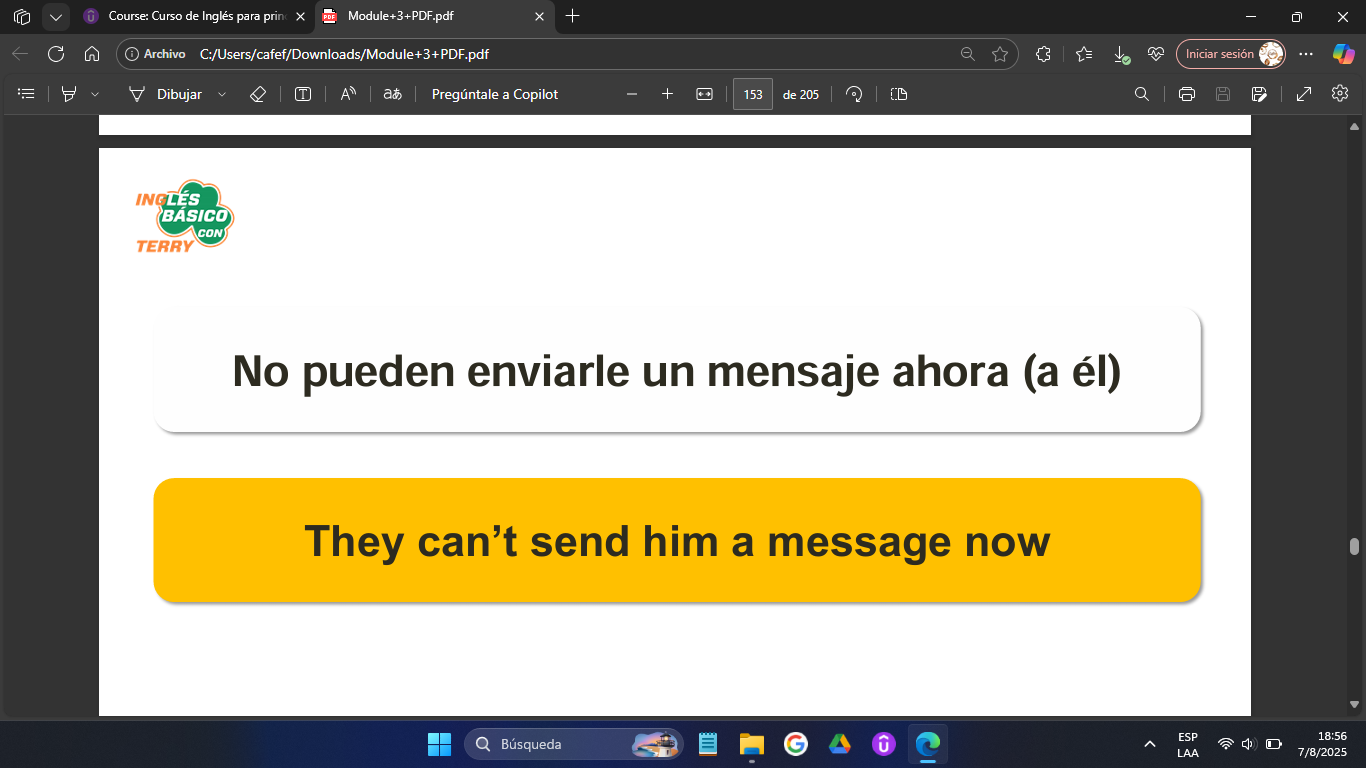 Course: Curso de Inglés para prin
Module+3+PDF.pdf
Archivo
C:/Users/cafef/Downloads/Module+3+PDF.pdf
Iniciar sesión
Dibujar
Pregúntale a Copilot
153
de 205
INGLÉS
BÁSICO
CON
TERRY
No pueden enviarle un mensaje ahora (a él)
They can’t send him a message now
Búsqueda
ESP
LAA
18:56
7/8/2025